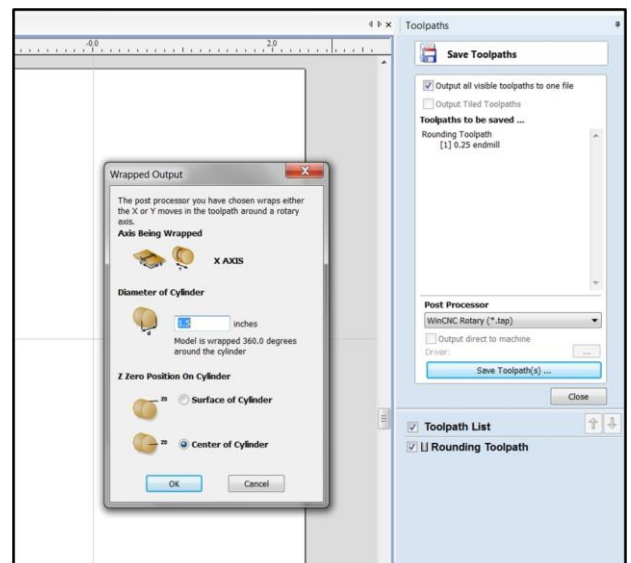 Toolpaths
-0.0
2.0
Save Toolpaths
Output all visible toolpaths to one file
Output Tiled Toolpaths
Toolpaths to be saved ...
Rounding Toolpath
[1] 0.25 endmill
Post Processor
WinCNC Rotary (*.tap)
Output direct to machine
Driver:
...
Save Toolpath(s) ...
Close
Toolpath List
Rounding Toolpath
Wrapped Output
The post processor you have chosen wraps either
the X or Y moves in the toolpath around a rotary
axis.
Axis Being Wrapped
X AXIS
Diameter of Cylinder
1.5
inches
Model is wrapped 360.0 degrees
around the cylinder
Z Zero Position On Cylinder
Z0
Surface of Cylinder
Z0
Center of Cylinder
OK
Cancel